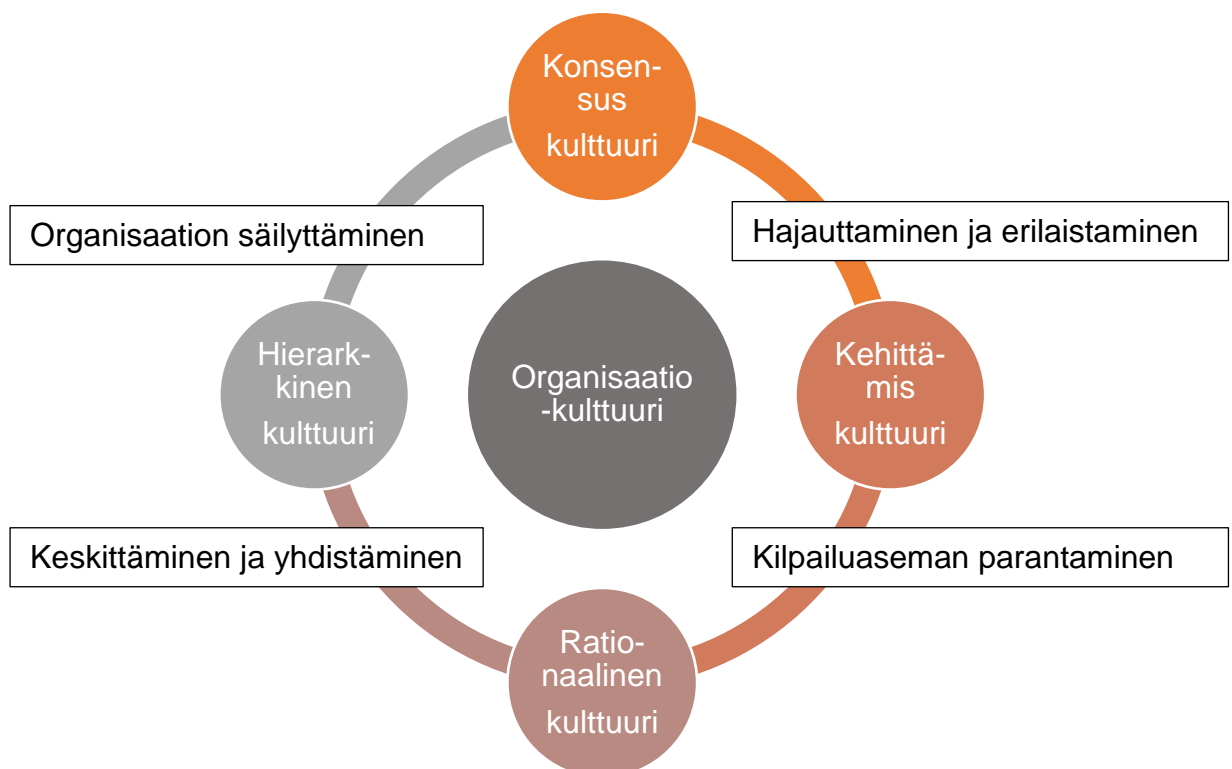 Konsen-
sus
kulttuuri
Organisaation säilyttäminen
Hajauttaminen ja erilaistaminen
Hierark-
kinen
kulttuuri
Organisaatio
-kulttuuri
Kehittä-
mis
kulttuuri
Keskittäminen ja yhdistäminen
Kilpailuaseman parantaminen
Ratio-
naalinen
kulttuuri